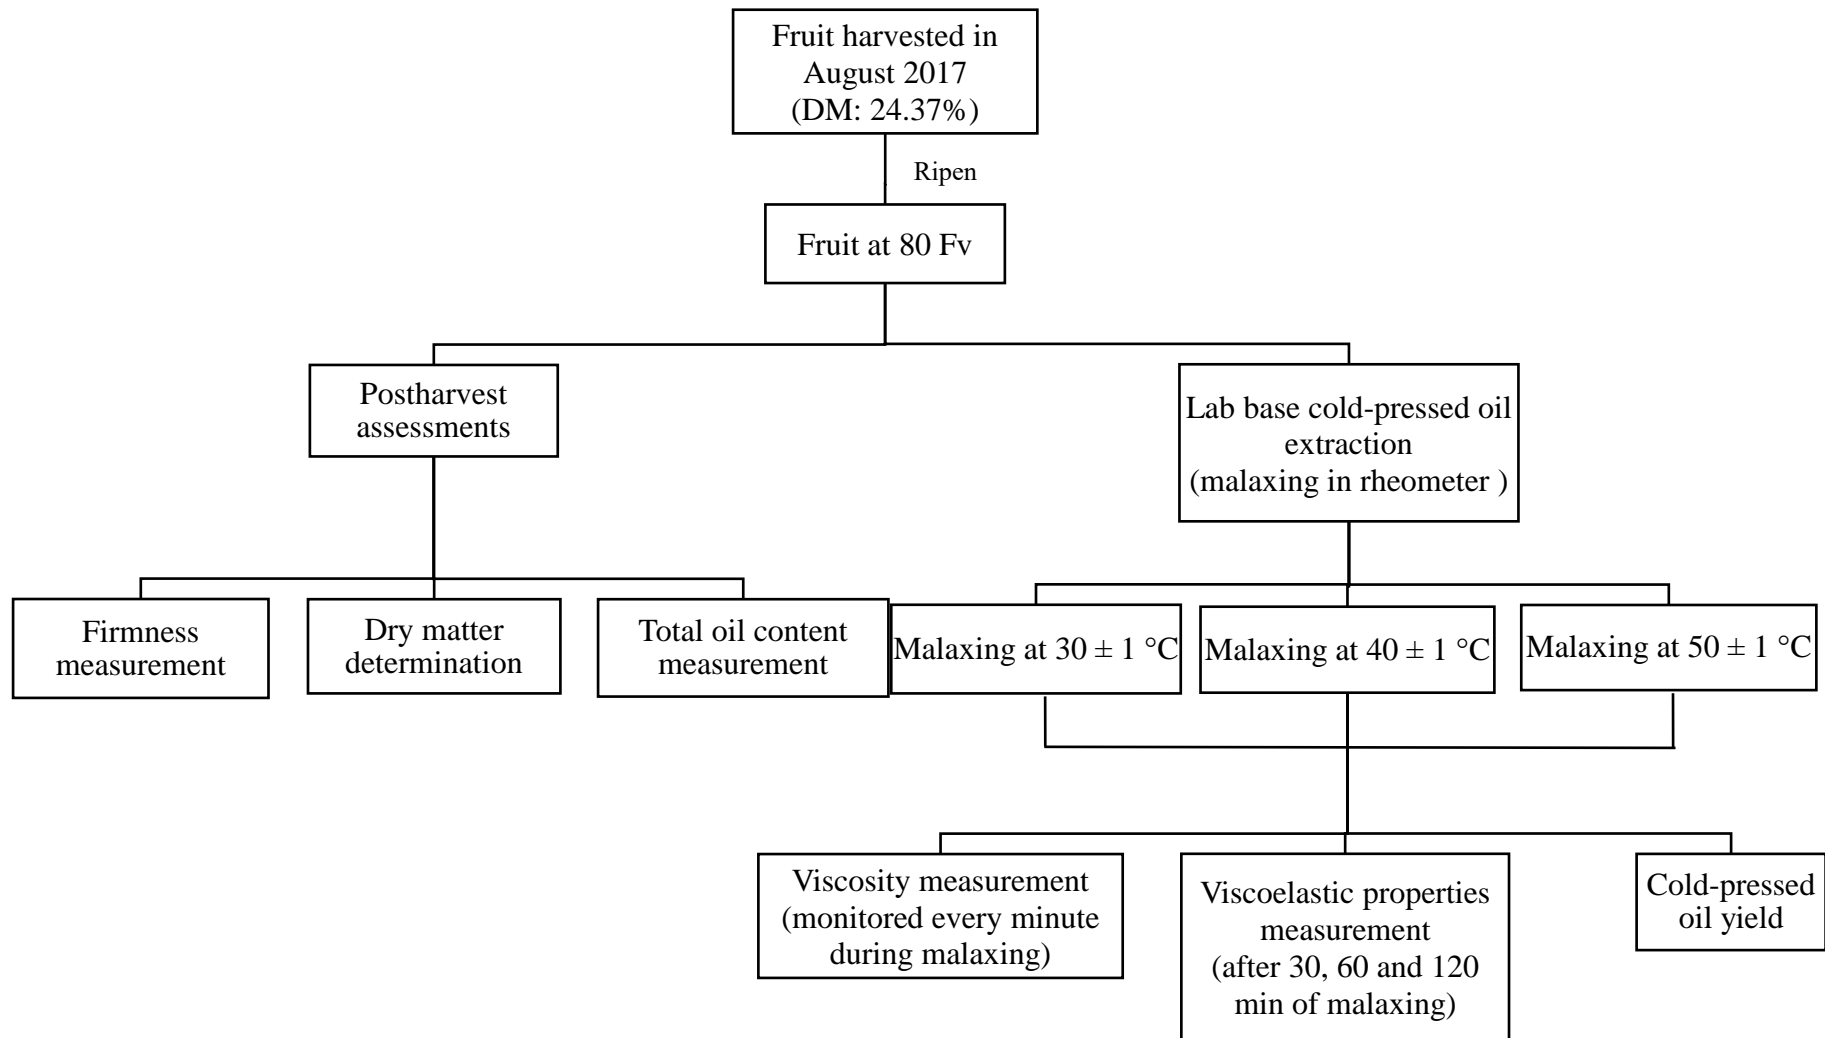 Fruit harvested in
August 2017
(DM: 24.37%)
Ripen
Fruit at 80 Fv
Postharvest
assessments
Lab base cold-pressed oil
extraction
(malaxing in rheometer )
Firmness
measurement
Dry matter
determination
Total oil content
measurement
Malaxing at 30 ± 1 °C
Malaxing at 40 ± 1 °C
Malaxing at 50 ± 1 °C
Viscosity measurement
(monitored every minute
during malaxing)
Viscoelastic properties
measurement
(after 30, 60 and 120
min of malaxing)
Cold-pressed
oil yield